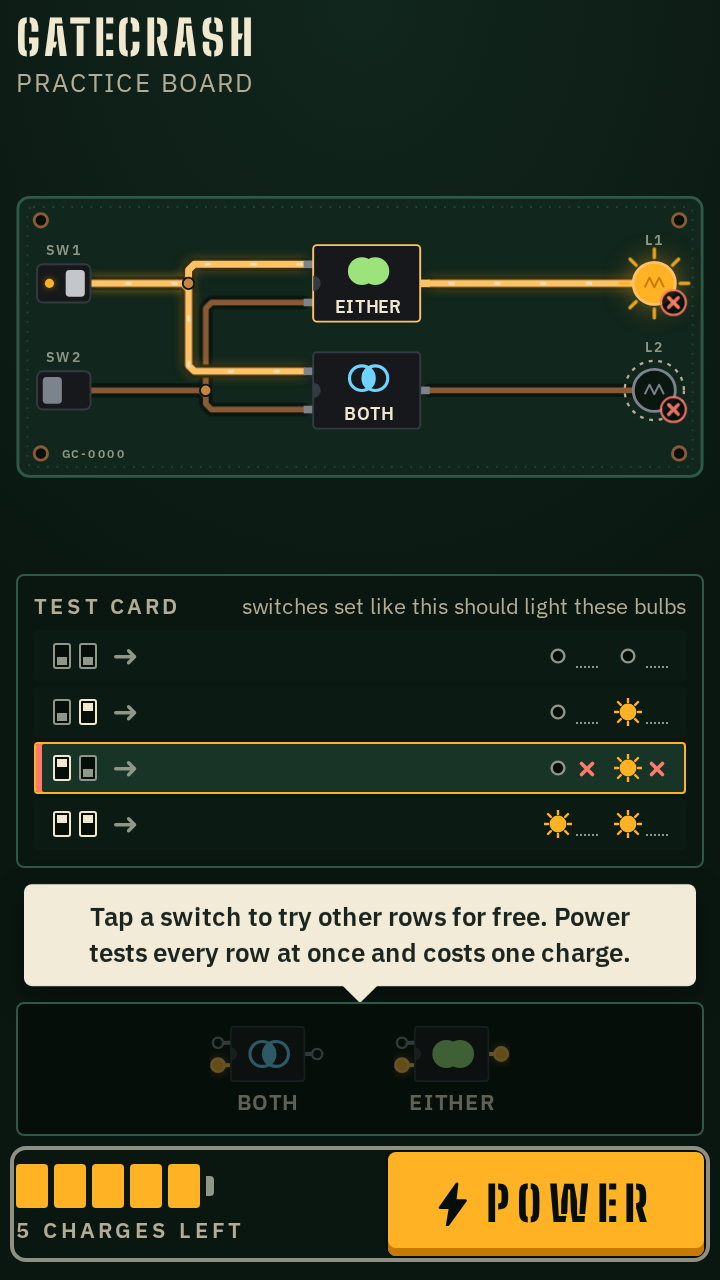 GATECRASH
PRACTICE BOARD
SW1
L1
EITHER
SW2
L2
BOTH
GC-0000
TEST CARD switches set like this should light these bulbs
Tap a switch to try other rows for free. Power
tests every row at once and costs one charge.
BOTH EITHER
5 CHARGES LEFT
POWER